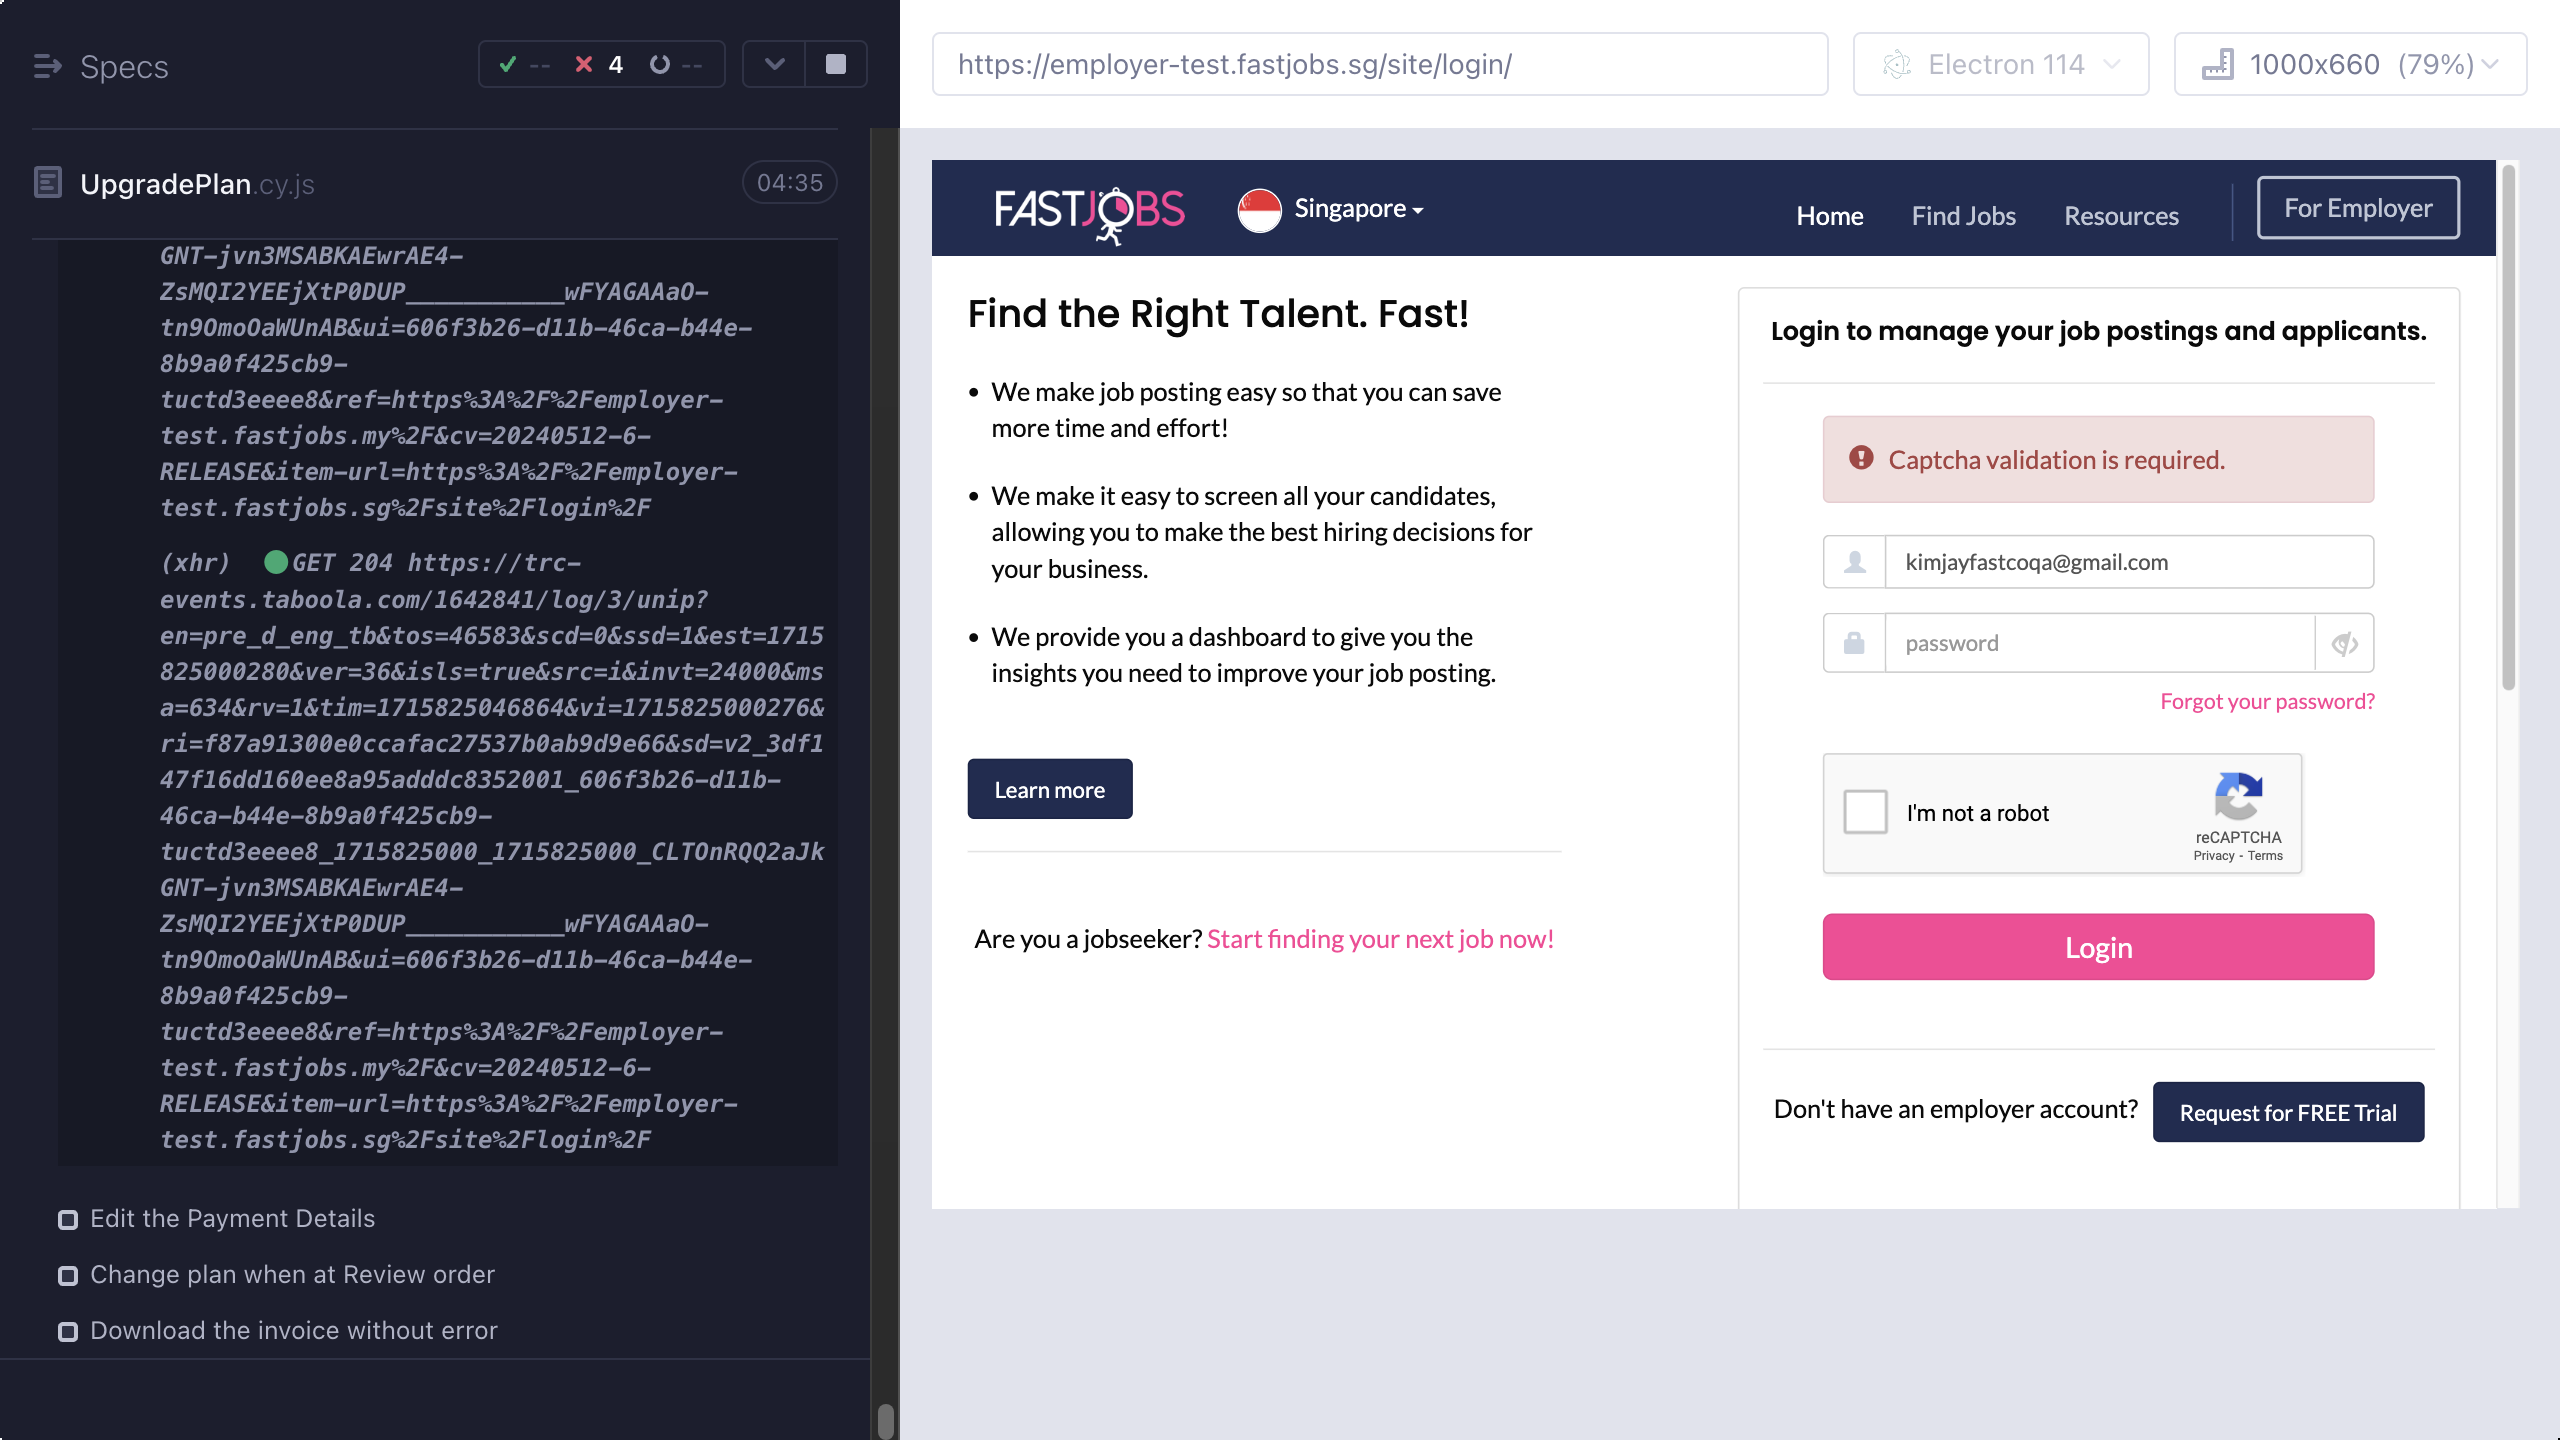 Specs
--
4
--
UpgradePlan.cy.js
04:35
GNT-jvn3MSABKAEwrAE4-
ZsMQI2YEEjXtP0DUP___________wFYAGAAaO-
tn9OmoOaWUnAB&ui=606f3b26-d11b-46ca-b44e-
8b9a0f425cb9-
tuctd3eeee8&ref=https%3A%2F%2Femployer-
test.fastjobs.my%2F&cv=20240512-6-
RELEASE&item-url=https%3A%2F%2Femployer-
test.fastjobs.sg%2Fsite%2Flogin%2F
(xhr) GET 204 https://trc-
events.taboola.com/1642841/log/3/unip?
en=pre_d_eng_tb&tos=46583&scd=0&ssd=1&est=1715
825000280&ver=36&isls=true&src=i&invt=24000&ms
a=634&rv=1&tim=1715825046864&vi=1715825000276&
ri=f87a91300e0ccafac27537b0ab9d9e66&sd=v2_3df1
47f16dd160ee8a95adddc8352001_606f3b26-d11b-
46ca-b44e-8b9a0f425cb9-
tuctd3eeee8_1715825000_1715825000_CLTOnRQQ2aJk
GNT-jvn3MSABKAEwrAE4-
ZsMQI2YEEjXtP0DUP___________wFYAGAAaO-
tn9OmoOaWUnAB&ui=606f3b26-d11b-46ca-b44e-
8b9a0f425cb9-
tuctd3eeee8&ref=https%3A%2F%2Femployer-
test.fastjobs.my%2F&cv=20240512-6-
RELEASE&item-url=https%3A%2F%2Femployer-
test.fastjobs.sg%2Fsite%2Flogin%2F
Edit the Payment Details
Change plan when at Review order
Download the invoice without error
https://employer-test.fastjobs.sg/site/login/
Electron 114
1000x660 (79%)
FASTJOBS
Singapore
Home
Find Jobs
Resources
For Employer
Find the Right Talent. Fast!
• We make job posting easy so that you can save
more time and effort!
• We make it easy to screen all your candidates,
allowing you to make the best hiring decisions for
your business.
• We provide you a dashboard to give you the
insights you need to improve your job posting.
Learn more
Are you a jobseeker? Start finding your next job now!
Login to manage your job postings and applicants.
Captcha validation is required.
kimjayfastcoqa@gmail.com
password
Forgot your password?
I'm not a robot
reCAPTCHA
Privacy - Terms
Login
Don't have an employer account?
Request for FREE Trial